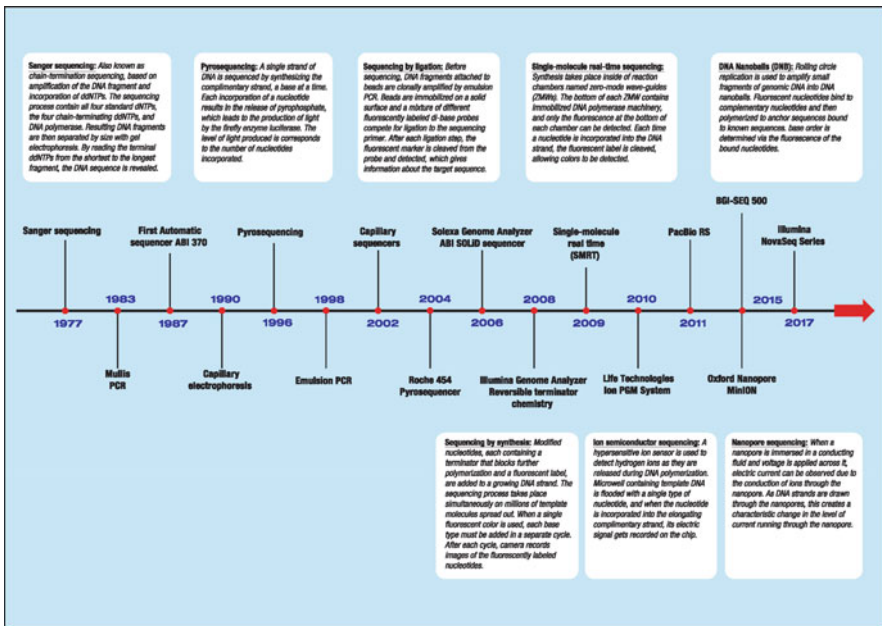 Sanger sequencing: Also known as
chain-termination sequencing, based on
amplification of the DNA fragment and
incorporation of ddNTPs. The sequencing
process contain all four standard dNTPs,
the four chain-terminating ddNTPs, and
DNA polymerase. Resulting DNA fragments
are then separated by size with gel
electrophoresis. By reading the terminal
ddNTPs from the shortest to the longest
fragment, the DNA sequence is revealed.
Pyrosequencing: A single strand of
DNA is sequenced by synthesizing the
complimentary strand, a base at a time.
Each incorporation of a nucleotide
results in the release of pyrophosphate,
which leads to the production of light by
the firefly enzyme luciferase. The level
of light produced is corresponds
to the number of nucleotides
incorporated.
Sequencing by ligation: Before
sequencing, DNA fragments attached to
beads are clonally amplified by emulsion
PCR. Beads are immobilized on a solid
surface and a mixture of different
fluorescently labeled di-base probes
compete for ligation to the sequencing
primer. After each ligation step, the
fluorescent marker is cleaved from the
probe and detected, which gives
information about the target sequence.
Single-molecule real-time sequencing:
Synthesis takes place inside of reaction
chambers named zero-mode wave-guides
(ZMWs). The bottom of each ZMW contains
immobilized DNA polymerase machinery,
and only the fluorescence at the bottom of
each chamber can be detected. Each time
a nucleotide is incorporated into the DNA
strand, the fluorescent label is cleaved,
allowing colors to be detected.
DNA Nanoballs (DNB): Rolling circle
replication is used to amplify small
fragments of genomic DNA into DNA
nanoballs. Fluorescent nucleotides bind to
complementary nucleotides and then
polymerized to anchor sequences bound
to known sequences. base order is
determined via the fluorescence of the
bound nucleotides.
BGI-SEQ 500
Sanger sequencing
First Automatic
sequencer ABI 370
Pyrosequencing
Capillary
sequencers
Solexa Genome Analyzer
ABI SOLiD sequencer
Single-molecule
real time
(SMRT)
PacBio RS
Illumina
NovaSeq Series
1983 1990 1998 2004 2008 2010 2015
1977 1987 1996 2002 2006 2009 2011 2017
Mullis
PCR
Capillary
electrophoresis
Emulsion PCR
Roche 454
Pyrosequencer
Illumina Genome Analyzer
Reversible terminator
chemistry
Life Technologies
Ion PGM System
Oxford Nanopore
MinION
Sequencing by synthesis: Modified
nucleotides, each containing a
terminator that blocks further
polymerization and a fluorescent label,
are added to a growing DNA strand. The
sequencing process takes place
simultaneously on millions of template
molecules spread out. When a single
fluorescent color is used, each base
type must be added in a separate cycle.
After each cycle, camera records
images of the fluorescently labeled
nucleotides.
Ion semiconductor sequencing: A
hypersensitive ion sensor is used to
detect hydrogen ions as they are
released during DNA polymerization.
Microwell containing template DNA
is flooded with a single type of
nucleotide, and when the nucleotide
is incorporated into the elongating
complimentary strand, its electric
signal gets recorded on the chip.
Nanopore sequencing: When a
nanopore is immersed in a conducting
fluid and voltage is applied across it,
electric current can be observed due to
the conduction of ions through the
nanopore. As DNA strands are drawn
through the nanopores, this creates a
characteristic change in the level of
current running through the nanopore.